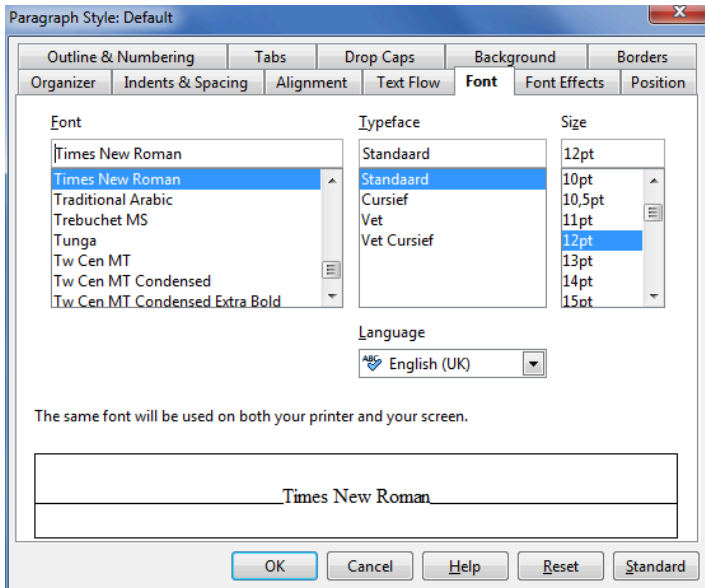 Paragraph Style: Default
Outline & Numbering Tabs Drop Caps Background Borders
Organizer Indents & Spacing Alignment Text Flow Font Font Effects Position
Font Typeface Size
Times New Roman Standaard 12pt
Times New Roman Standaard 10pt
Traditional Arabic Cursief 10,5pt
Trebuchet MS Vet 11pt
Tunga Vet Cursief 12pt
Tw Cen MT 13pt
Tw Cen MT Condensed 14pt
Tw Cen MT Condensed Extra Bold 15pt
Language
ABC English (UK)
The same font will be used on both your printer and your screen.
Times New Roman
OK Cancel Help Reset Standard